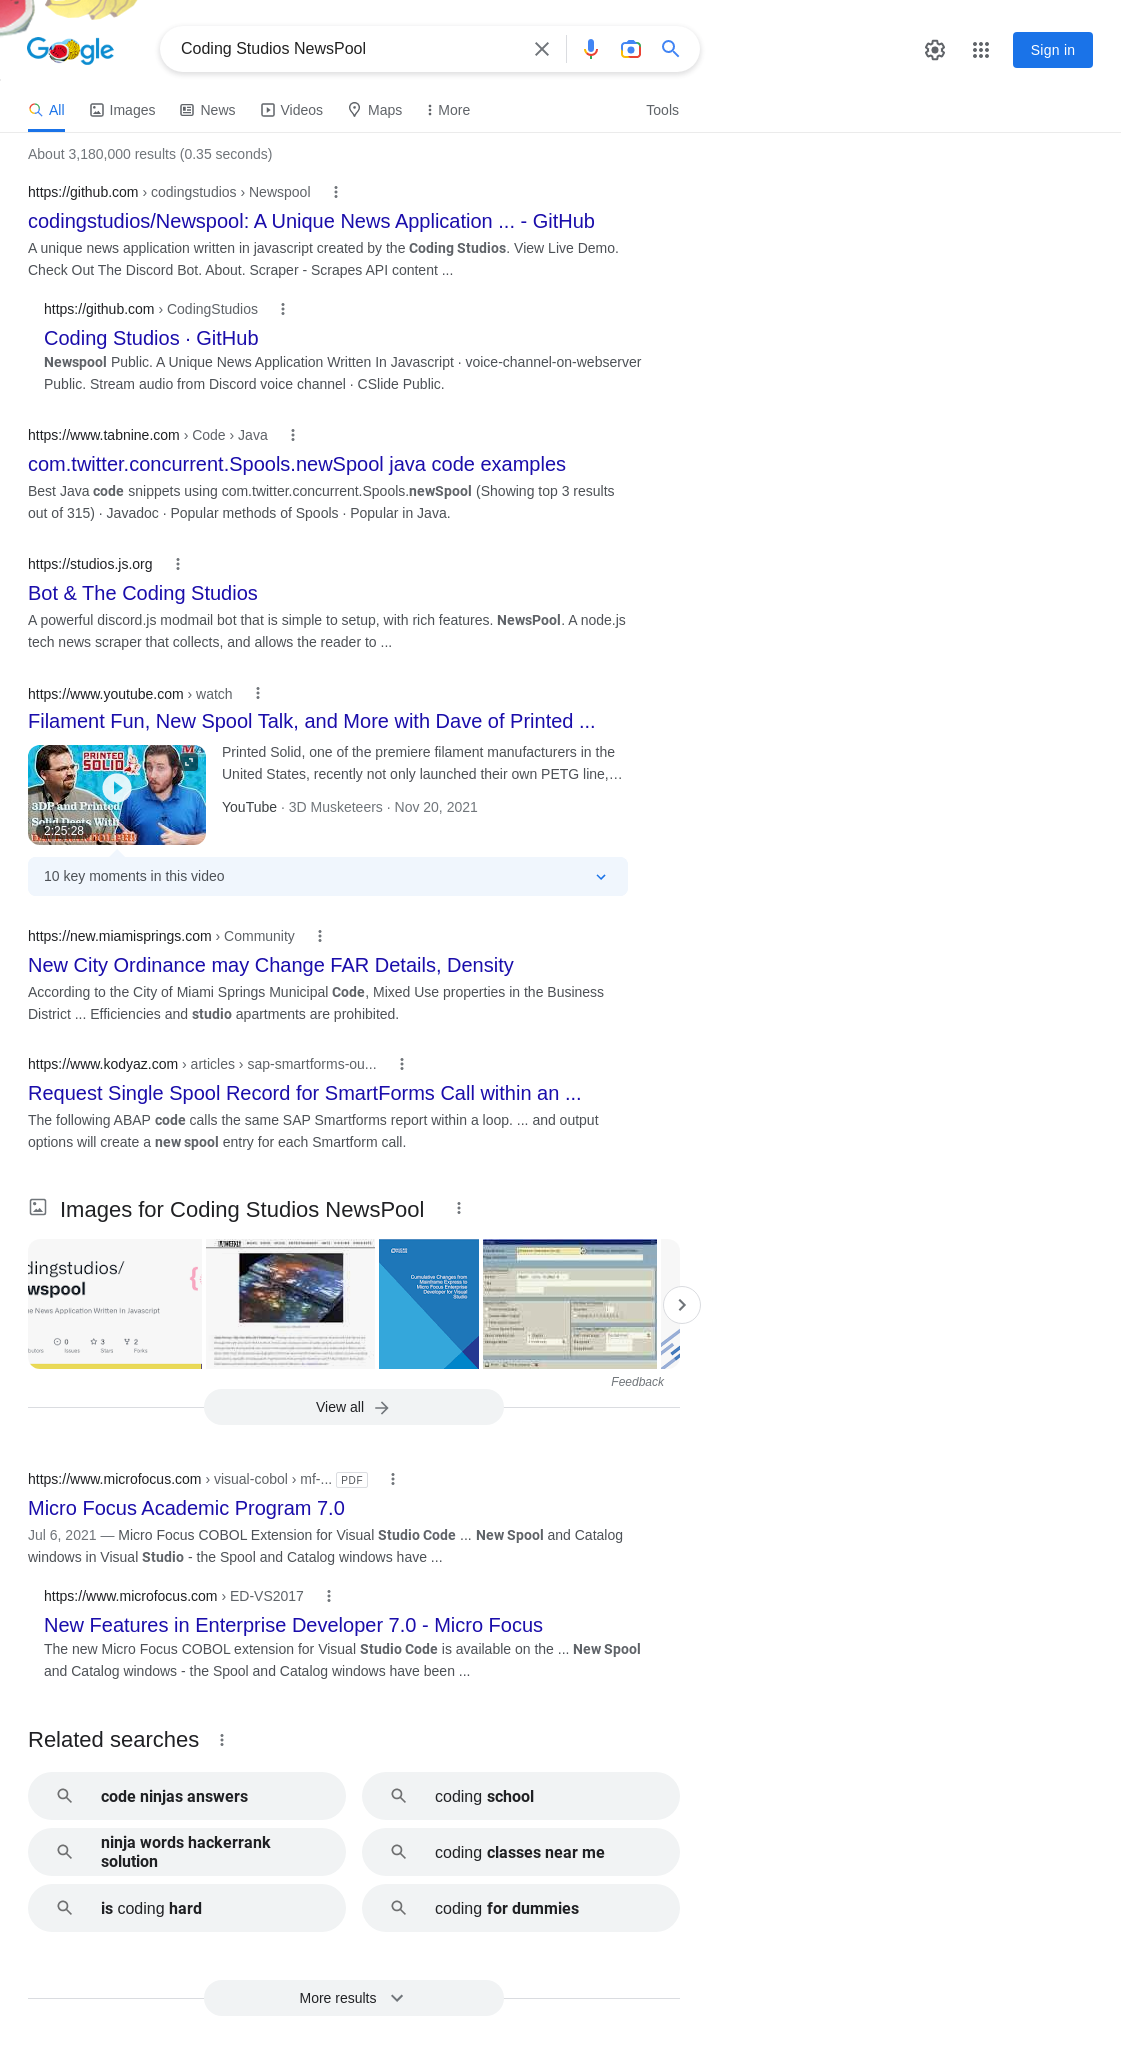 Google
Coding Studios NewsPool
Sign in
All
Images
News
Videos
Maps
More
Tools
About 3,180,000 results (0.35 seconds)
https://github.com › codingstudios › Newspool
codingstudios/Newspool: A Unique News Application ... - GitHub
A unique news application written in javascript created by the Coding Studios. View Live Demo.
Check Out The Discord Bot. About. Scraper - Scrapes API content ...
https://github.com › CodingStudios
Coding Studios · GitHub
Newspool Public. A Unique News Application Written In Javascript · voice-channel-on-webserver
Public. Stream audio from Discord voice channel · CSlide Public.
https://www.tabnine.com › Code › Java
com.twitter.concurrent.Spools.newSpool java code examples
Best Java code snippets using com.twitter.concurrent.Spools.newSpool (Showing top 3 results
out of 315) · Javadoc · Popular methods of Spools · Popular in Java.
https://studios.js.org
Bot & The Coding Studios
A powerful discord.js modmail bot that is simple to setup, with rich features. NewsPool. A node.js
tech news scraper that collects, and allows the reader to ...
https://www.youtube.com › watch
Filament Fun, New Spool Talk, and More with Dave of Printed ...
PRINTED
SOLID
3DP and Printed
Solid Deets With
2:25:28
Printed Solid, one of the premiere filament manufacturers in the
United States, recently not only launched their own PETG line,…
YouTube · 3D Musketeers · Nov 20, 2021
10 key moments in this video
https://new.miamisprings.com › Community
New City Ordinance may Change FAR Details, Density
According to the City of Miami Springs Municipal Code, Mixed Use properties in the Business
District ... Efficiencies and studio apartments are prohibited.
https://www.kodyaz.com › articles › sap-smartforms-ou...
Request Single Spool Record for SmartForms Call within an ...
The following ABAP code calls the same SAP Smartforms report within a loop. ... and output
options will create a new spool entry for each Smartform call.
Images for Coding Studios NewsPool
dingstudios/
wspool
e News Application Written In Javascript
0 3 2
butors Issues Stars Forks
Cumulative Changes from
Mainframe Express to
Micro Focus Enterprise
Developer for Visual
Studio
Feedback
View all
https://www.microfocus.com › visual-cobol › mf-... PDF
Micro Focus Academic Program 7.0
Jul 6, 2021 — Micro Focus COBOL Extension for Visual Studio Code ... New Spool and Catalog
windows in Visual Studio - the Spool and Catalog windows have ...
https://www.microfocus.com › ED-VS2017
New Features in Enterprise Developer 7.0 - Micro Focus
The new Micro Focus COBOL extension for Visual Studio Code is available on the ... New Spool
and Catalog windows - the Spool and Catalog windows have been ...
Related searches
code ninjas answers
coding school
ninja words hackerrank
solution
coding classes near me
is coding hard
coding for dummies
More results